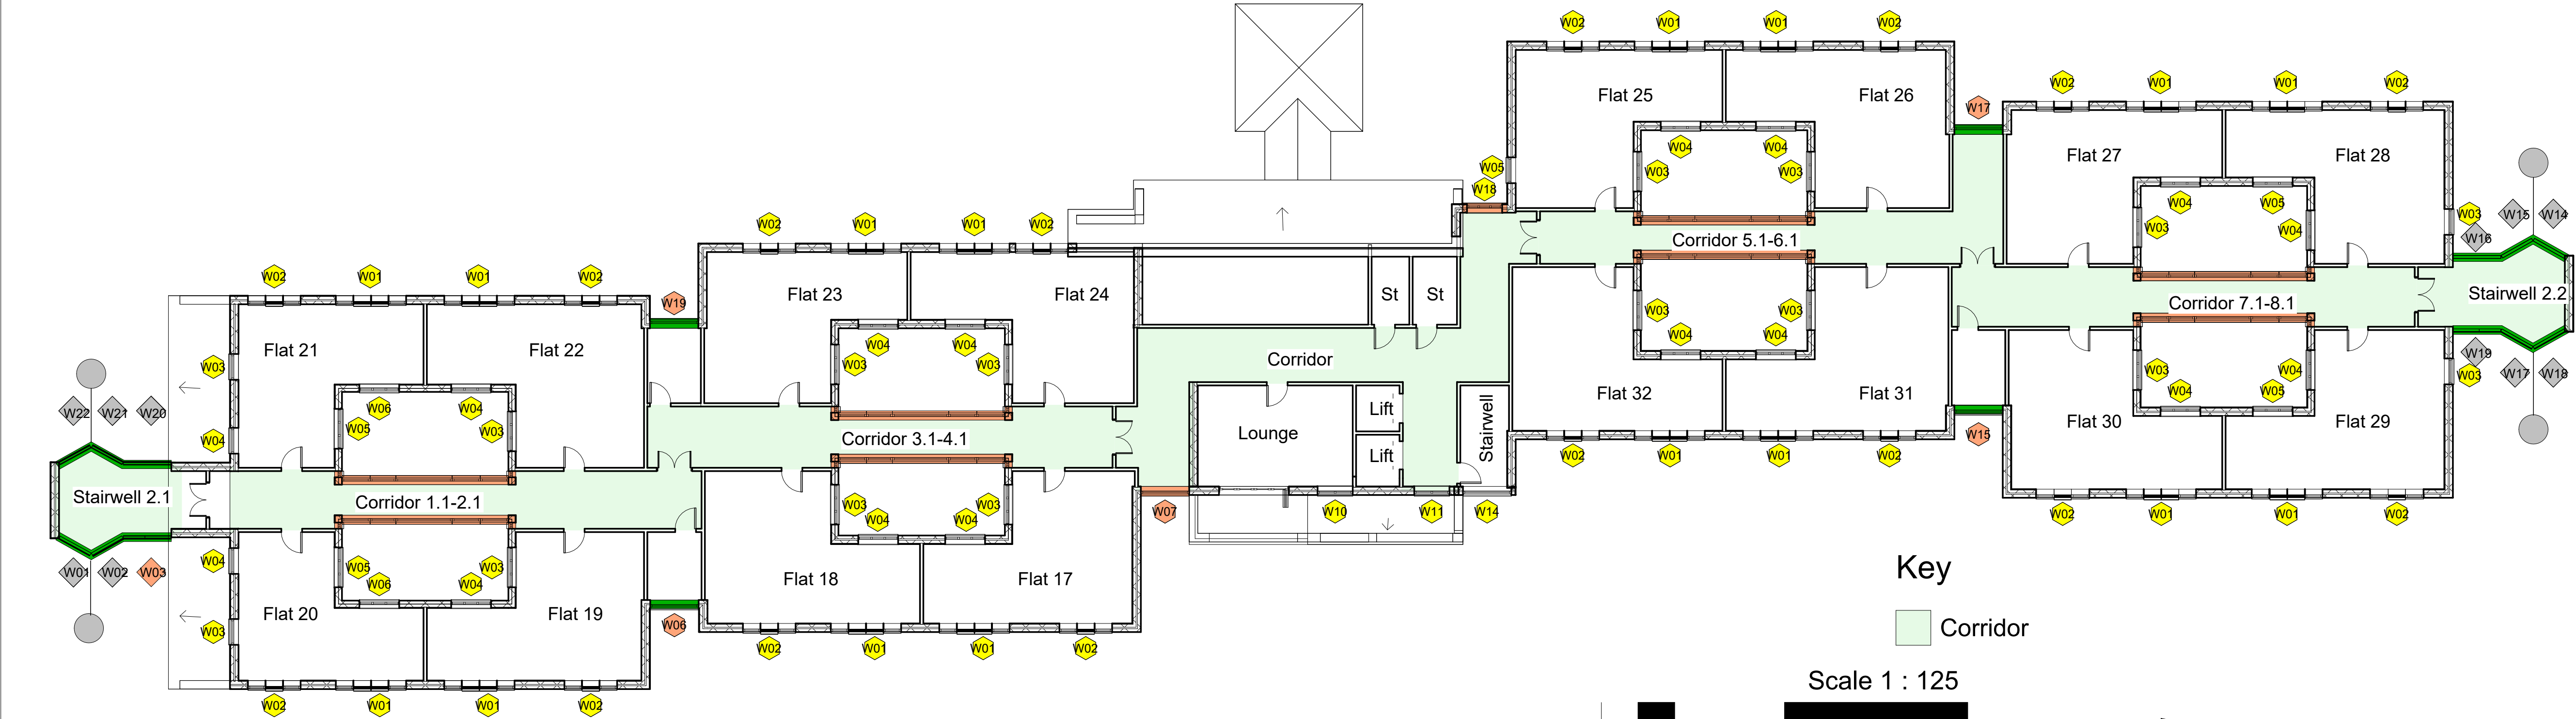 W02 W01 W01 W02
W02 W01 W01 W02
Flat 25 Flat 26
W17
W04 W04
W03 W03
Flat 27 Flat 28
W05
W18
W04 W05
W03 W04
W03 W15 W14
W16
W02 W01 W01 W02
Corridor 5.1-6.1
W02 W01 W01 W02
Flat 23 Flat 24
St St
Corridor 7.1-8.1
Stairwell 2.2
W19
W03 W03
W04 W04
Flat 21 Flat 22
W04 W04
W03 W03
Corridor
W03 W04
W04 W05
W19
W03 W17 W18
W03
W22 W21 W20
W06 W04
W05 W03
W04
Flat 32 Flat 31
Lift
Lounge
Lift
Stairwell
Flat 30 Flat 29
Corridor 3.1-4.1
W15
W02 W01 W01 W02
Stairwell 2.1
Corridor 1.1-2.1
W03 W03
W04 W04
W07
W10 W11 W14
W02 W01 W01 W02
W01 W02 W03
W04
W05 W03
W06 W04
Flat 18 Flat 17
Flat 20 Flat 19
W03
W06
W02 W01 W01 W02
W02 W01 W01 W02
Key
Corridor
Scale 1 : 125